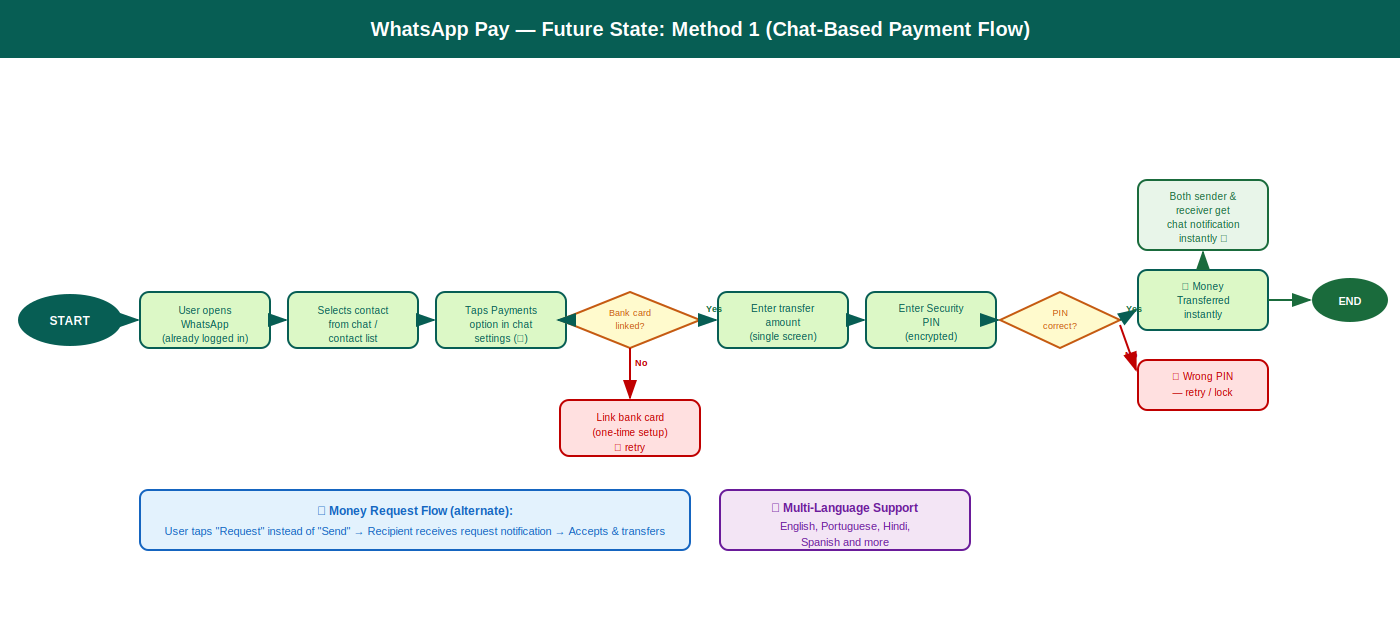 WhatsApp Pay — Future State: Method 1 (Chat-Based Payment Flow)
START
User opens
WhatsApp
(already logged in)
Selects contact
from chat /
contact list
Taps Payments
option in chat
settings (▯)
Bank card
linked?
Yes
No
Link bank card
(one-time setup)
▯ retry
Enter transfer
amount
(single screen)
Enter Security
PIN
(encrypted)
PIN
correct?
Yes
Both sender &
receiver get
chat notification
instantly ▯
▯ Money
Transferred
instantly
END
▯ Wrong PIN
— retry / lock
▯ Money Request Flow (alternate):
User taps "Request" instead of "Send" → Recipient receives request notification → Accepts & transfers
▯ Multi-Language Support
English, Portuguese, Hindi,
Spanish and more